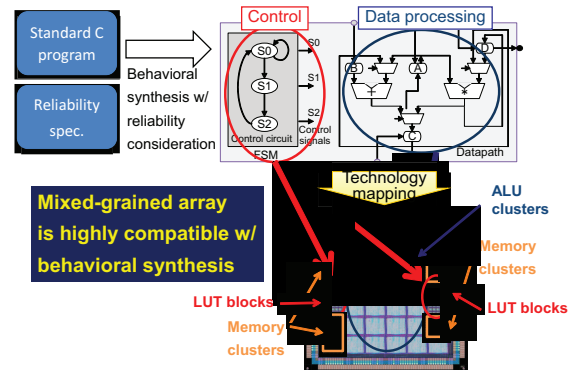 Control
Data processing
Standard C
program
Reliability
spec.
Behavioral
synthesis w/
reliability
consideration
S0
S1
S2
S0
S1
S2
Control circuit
Control
signals
FSM
B
A
D
+
*
C
Datapath
Technology
mapping
Mixed-grained array
is highly compatible w/
behavioral synthesis
ALU
clusters
Memory
clusters
LUT blocks
LUT blocks
Memory
clusters